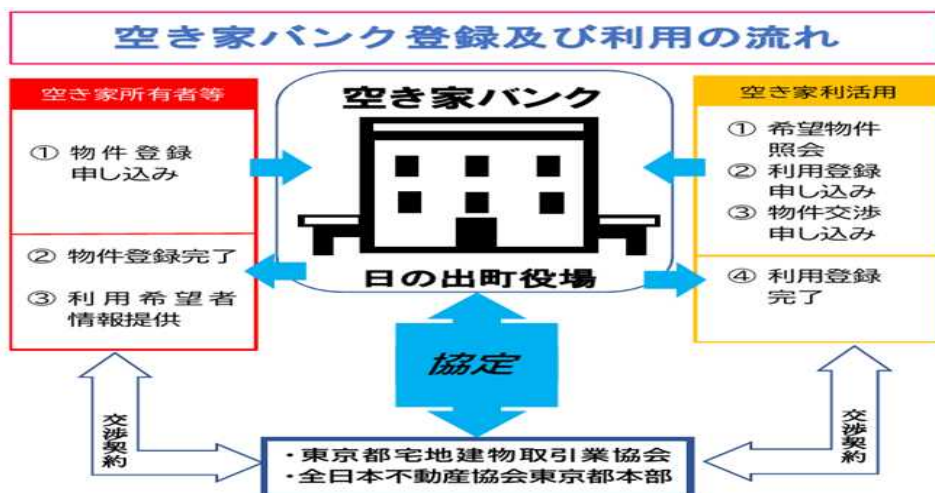 空き家バンク登録及び利用の流れ
空き家所有者等
① 物件登録
申し込み
② 物件登録完了
③ 利用希望者
情報提供
空き家バンク
日の出町役場
空き家利活用
① 希望物件
照会
② 利用登録
申し込み
③ 物件交渉
申し込み
④ 利用登録
完了
協定
交渉契約
交渉契約
・東京都宅地建物取引業協会
・全日本不動産協会東京都本部